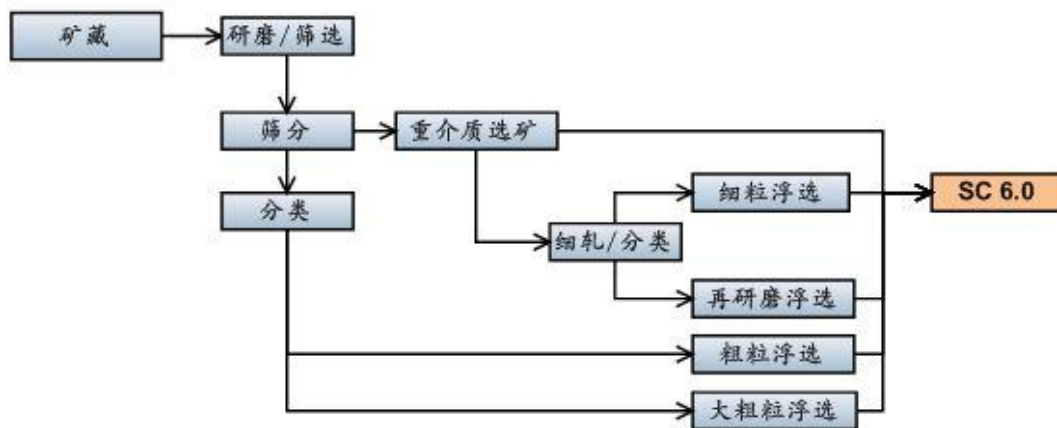 矿藏
研磨/筛选
筛分
重介质选矿
分类
细粒浮选
SC 6.0
细轧/分类
再研磨浮选
粗粒浮选
大粗粒浮选